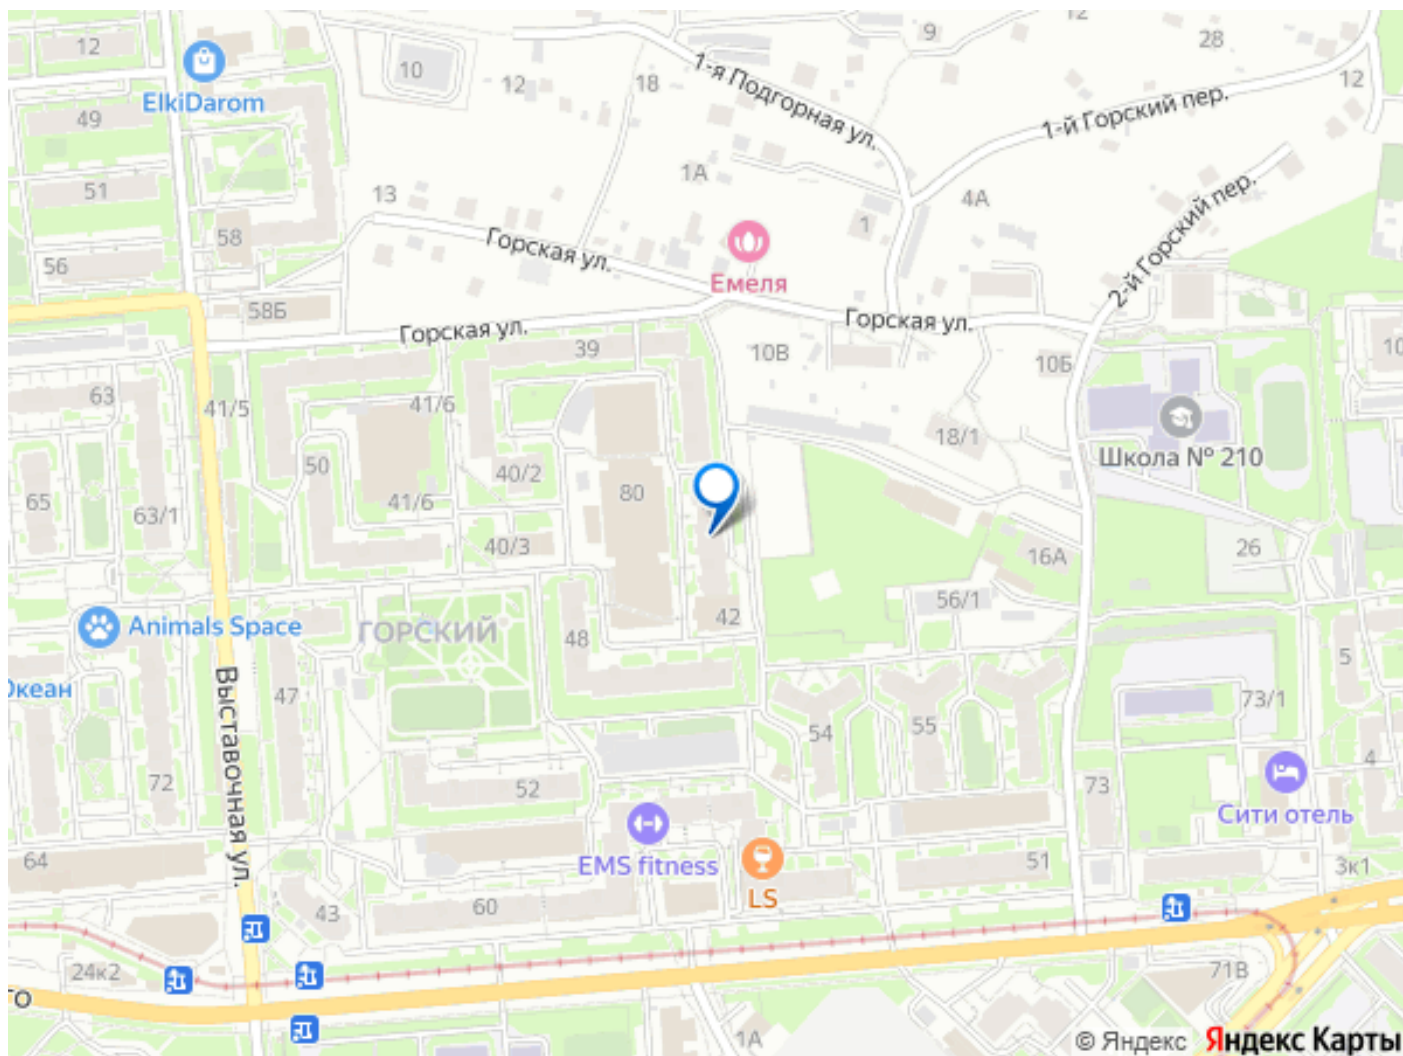 12
ElkiDarom
49
51
56
58
58Б
10
12
18
13
1-я Подгорная ул.
9
12
28
12
1-й Горский пер.
1А
4А
1
2-й Горский пер.
Горская ул.
Емеля
Горская ул.
Горская ул.
39
10В
10Б
10
63
41/5
41/6
50
41/6
40/2
40/3
80
18/1
Школа № 210
65
63/1
16А
26
56/1
Animals Space
ГОРСКИЙ
48
42
Океан
47
Выставочная ул.
54
55
73/1
5
4
72
52
73
Сити отель
EMS fitness
LS
51
3к1
64
43
60
24к2
го
71В
1А
© Яндекс Яндекс Карты